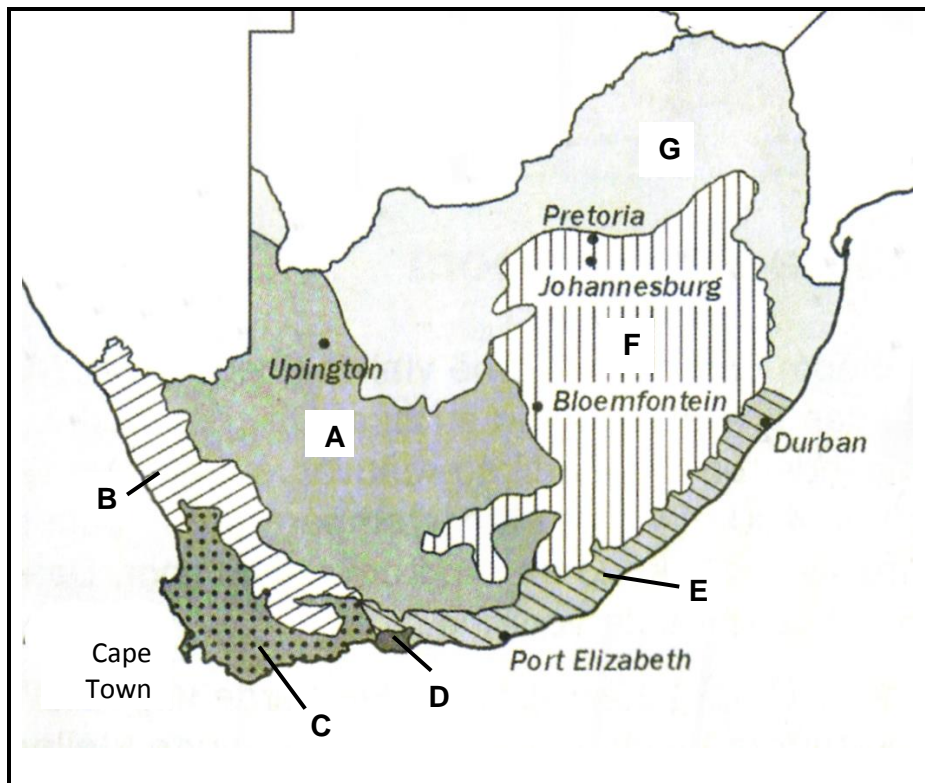 G
Pretoria
Johannesburg
F
Upington
Bloemfontein
A
Durban
B
E
Cape
Town
Port Elizabeth
D
C